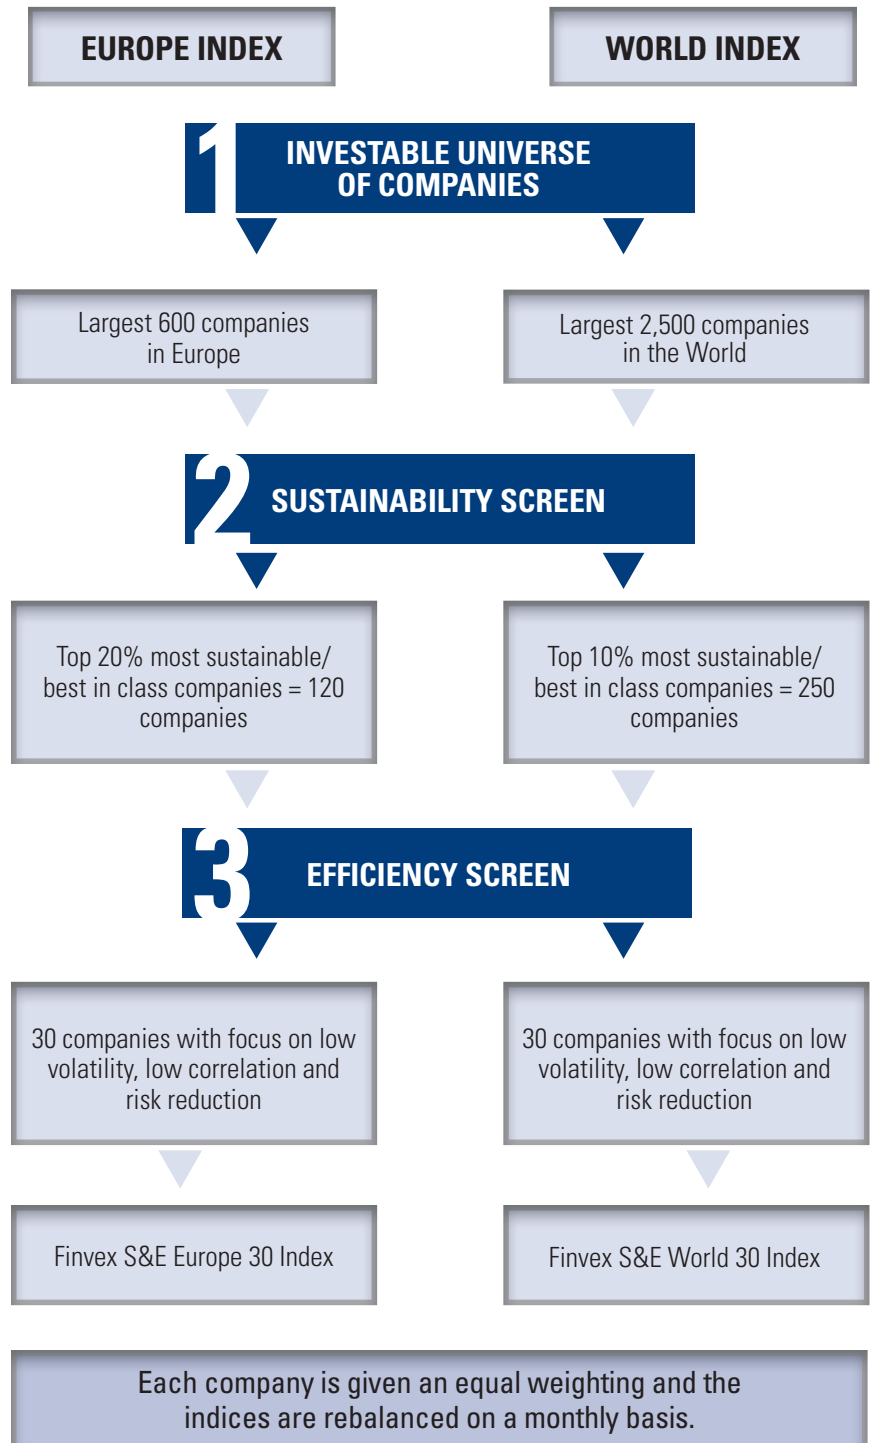 EUROPE INDEX
WORLD INDEX
1
INVESTABLE UNIVERSE
OF COMPANIES
Largest 600 companies
in Europe
Largest 2,500 companies
in the World
2
SUSTAINABILITY SCREEN
Top 20% most sustainable/
best in class companies = 120
companies
Top 10% most sustainable/
best in class companies = 250
companies
3
EFFICIENCY SCREEN
30 companies with focus on low
volatility, low correlation and
risk reduction
30 companies with focus on low
volatility, low correlation and
risk reduction
Finvex S&E Europe 30 Index
Finvex S&E World 30 Index
Each company is given an equal weighting and the
indices are rebalanced on a monthly basis.